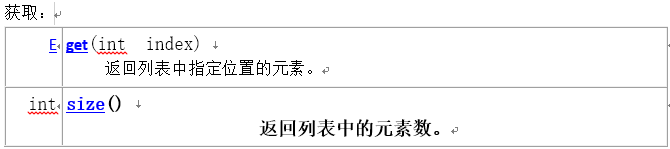 获取：
E get(int index)
返回列表中指定位置的元素。
int size()
返回列表中的元素数。